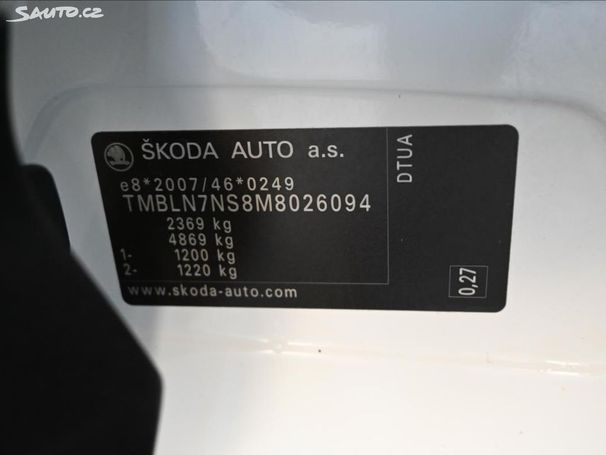 Sauto.cz
ŠKODA AUTO a.s.
e8*2007/46*0249
TMBLN7NS8M8026094
2369 kg
4869 kg
1- 1200 kg
2- 1220 kg
www.skoda-auto.com
DTUA
0,27